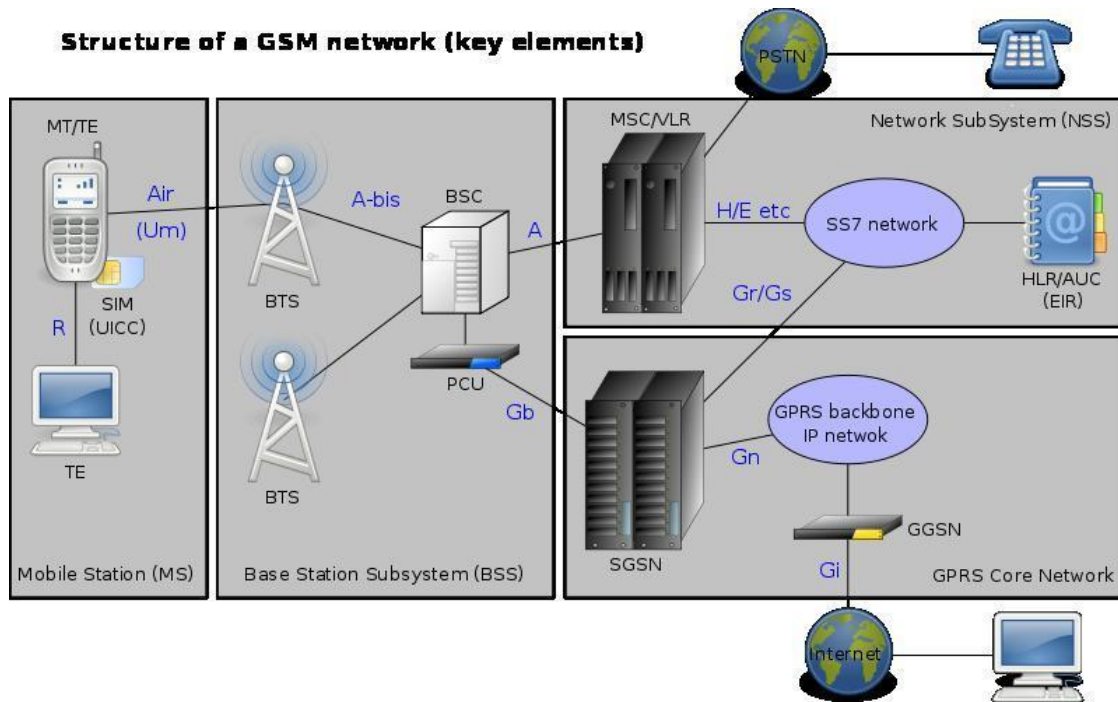 Structure of a GSM network (key elements)
PSTN
MT/TE
Air
(Um)
SIM
(UICC)
R
TE
Mobile Station (MS)
A-bis
BTS
BSC
A
PCU
Gb
BTS
Base Station Subsystem (BSS)
MSC/VLR
Network SubSystem (NSS)
H/E etc
SS7 network
HLR/AUC
(EIR)
Gr/Gs
GPRS backbone
IP netwok
Gn
SGSN
GGSN
Gi
GPRS Core Network
Internet